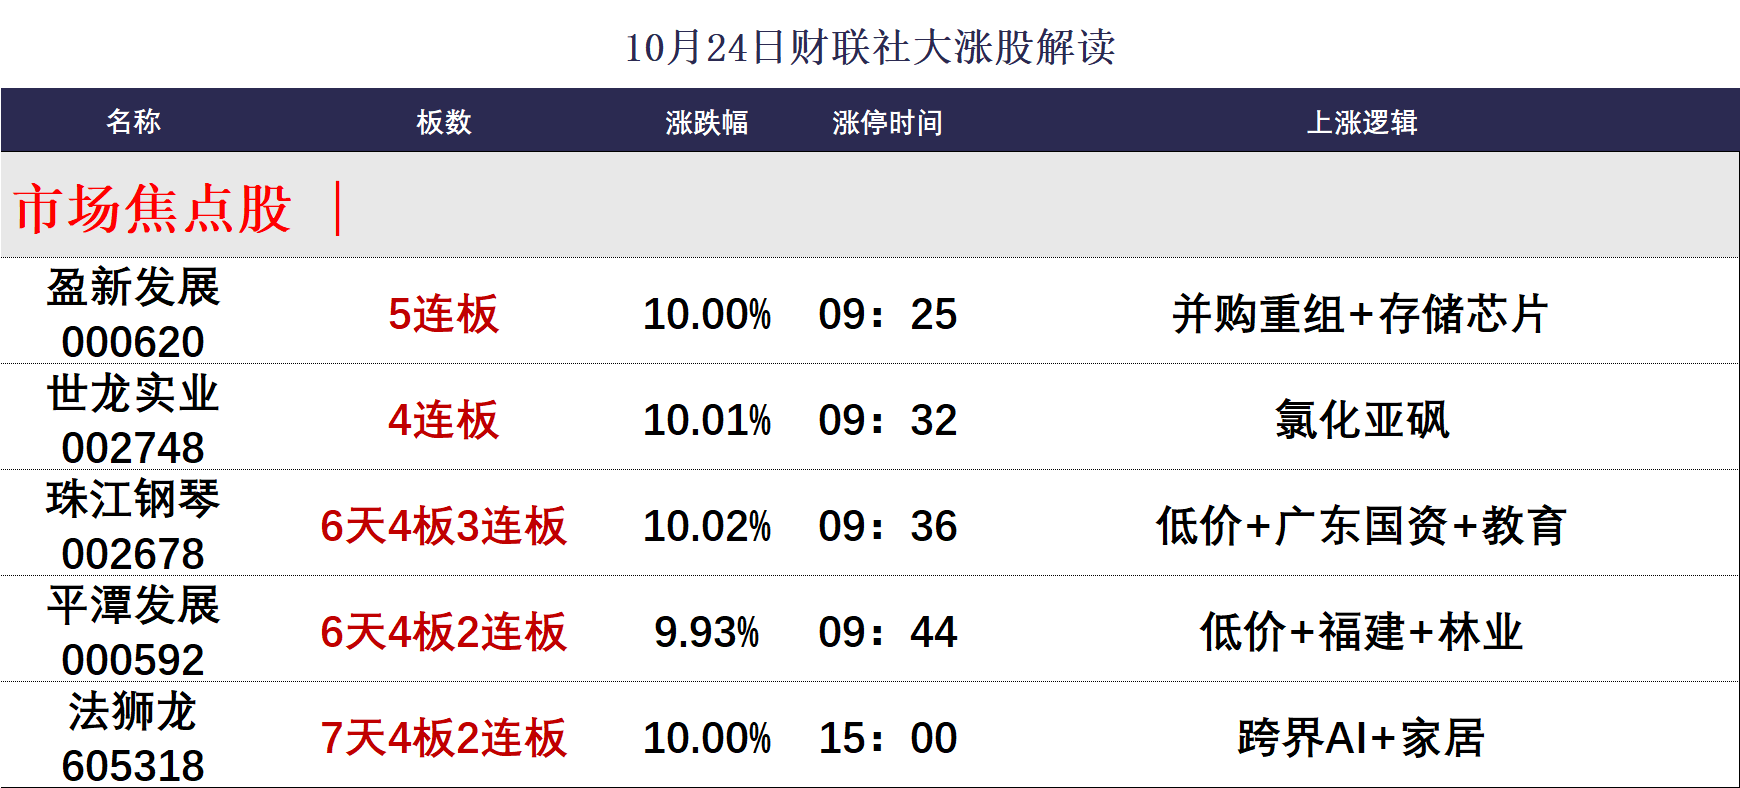 10月24日财联社大涨股解读
名称 板数 涨跌幅 涨停时间 上涨逻辑
市场焦点股 ｜
盈新发展
000620 5连板 10.00% 09：25 并购重组+存储芯片
世龙实业
002748 4连板 10.01% 09：32 氯化亚砜
珠江钢琴
002678 6天4板3连板 10.02% 09：36 低价+广东国资+教育
平潭发展
000592 6天4板2连板 9.93% 09：44 低价+福建+林业
法狮龙
605318 7天4板2连板 10.00% 15：00 跨界AI+家居